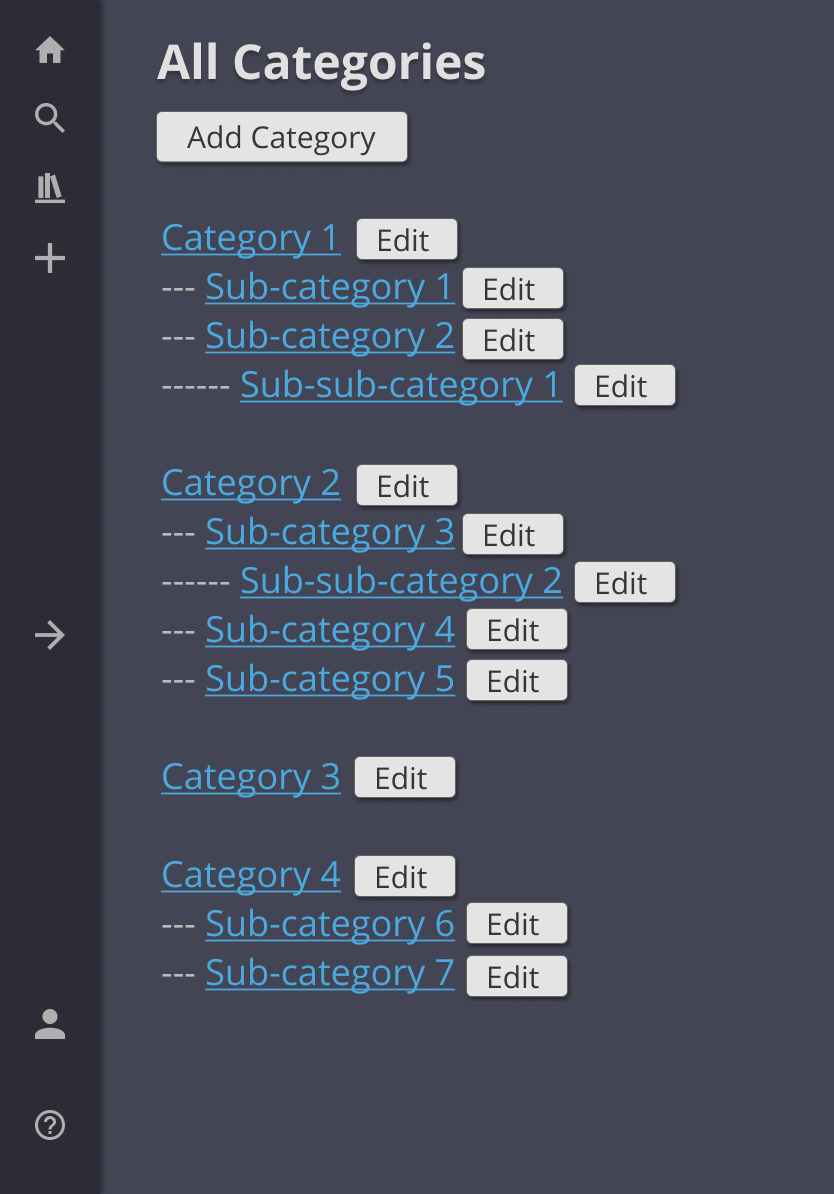 All Categories
Add Category
Category 1 Edit
--- Sub-category 1 Edit
--- Sub-category 2 Edit
------ Sub-sub-category 1 Edit
Category 2 Edit
--- Sub-category 3 Edit
------ Sub-sub-category 2 Edit
--- Sub-category 4 Edit
--- Sub-category 5 Edit
Category 3 Edit
Category 4 Edit
--- Sub-category 6 Edit
--- Sub-category 7 Edit